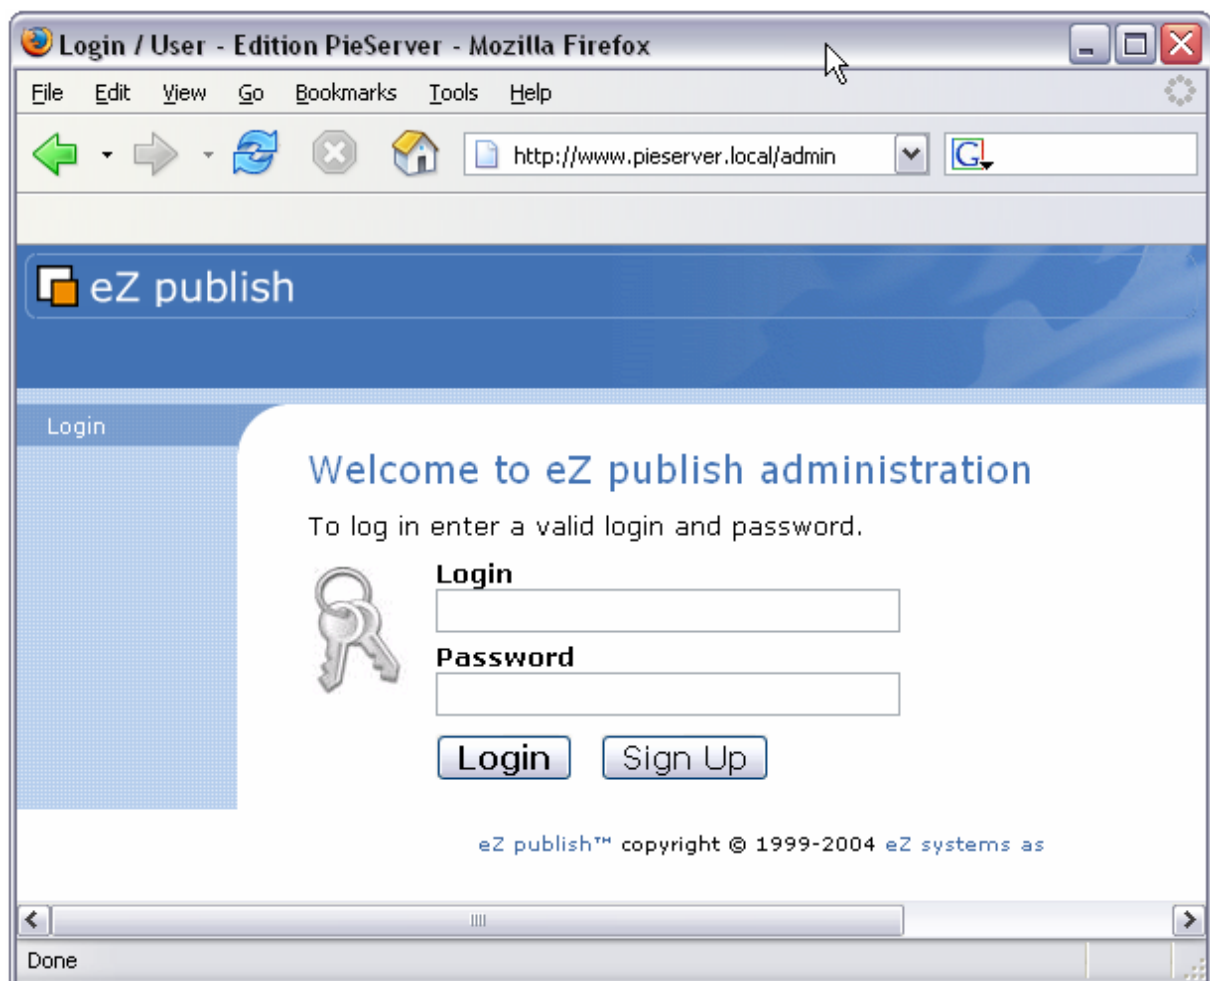 Login / User - Edition PieServer - Mozilla Firefox
File Edit View Go Bookmarks Tools Help
http://www.pieserver.local/admin G
eZ publish
Login
Welcome to eZ publish administration
To log in enter a valid login and password.
Login
Password
Login Sign Up
eZ publish™ copyright © 1999-2004 eZ systems as
Done